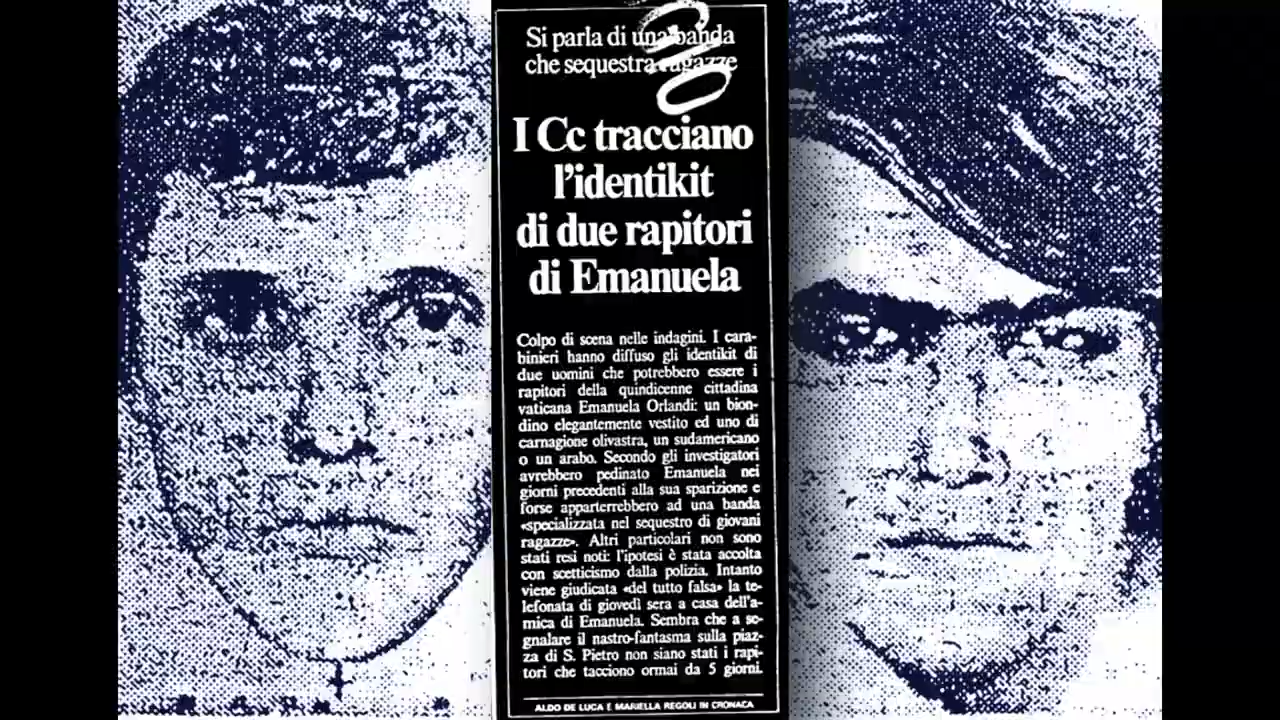 Si parla di una banda
che sequestra ragazze
I Cc tracciano
l'identikit
di due rapitori
di Emanuela
Colpo di scena nelle indagini. I cara-
binieri hanno diffuso gli identikit di
due uomini che potrebbero essere i
rapitori della quindicenne cittadina
vaticana Emanuela Orlandi: un bion-
dino elegantemente vestito ed uno di
carnagione olivastra, un sudamericano
o un arabo. Secondo gli investigatori
avrebbero pedinato Emanuela nei
giorni precedenti alla sua sparizione e
forse apparterrebbero ad una banda
«specializzata nel sequestro di giovani
ragazze». Altri particolari non sono
stati resi noti: l'ipotesi è stata accolta
con scetticismo dalla polizia. Intanto
viene giudicata «del tutto falsa» la te-
lefonata di giovedì sera a casa dell'a-
mica di Emanuela. Sembra che a se-
gnalare il nastro-fantasma sulla piaz-
za di S. Pietro non siano stati i rapi-
tori che tacciono ormai da 5 giorni.
ALDO DE LUCA E MARIELLA REGOLI IN CRONACA